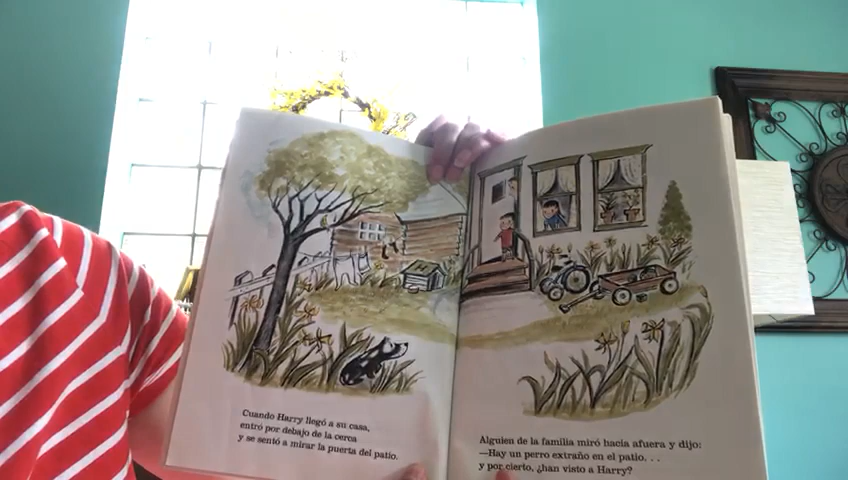 Cuando Harry llegó a su casa,
entró por debajo de la cerca
y se sentó a mirar la puerta del patio.
Alguien de la familia miró hacia afuera y dijo:
—Hay un perro extraño en el patio. . .
y por cierto, ¿han visto a Harry?